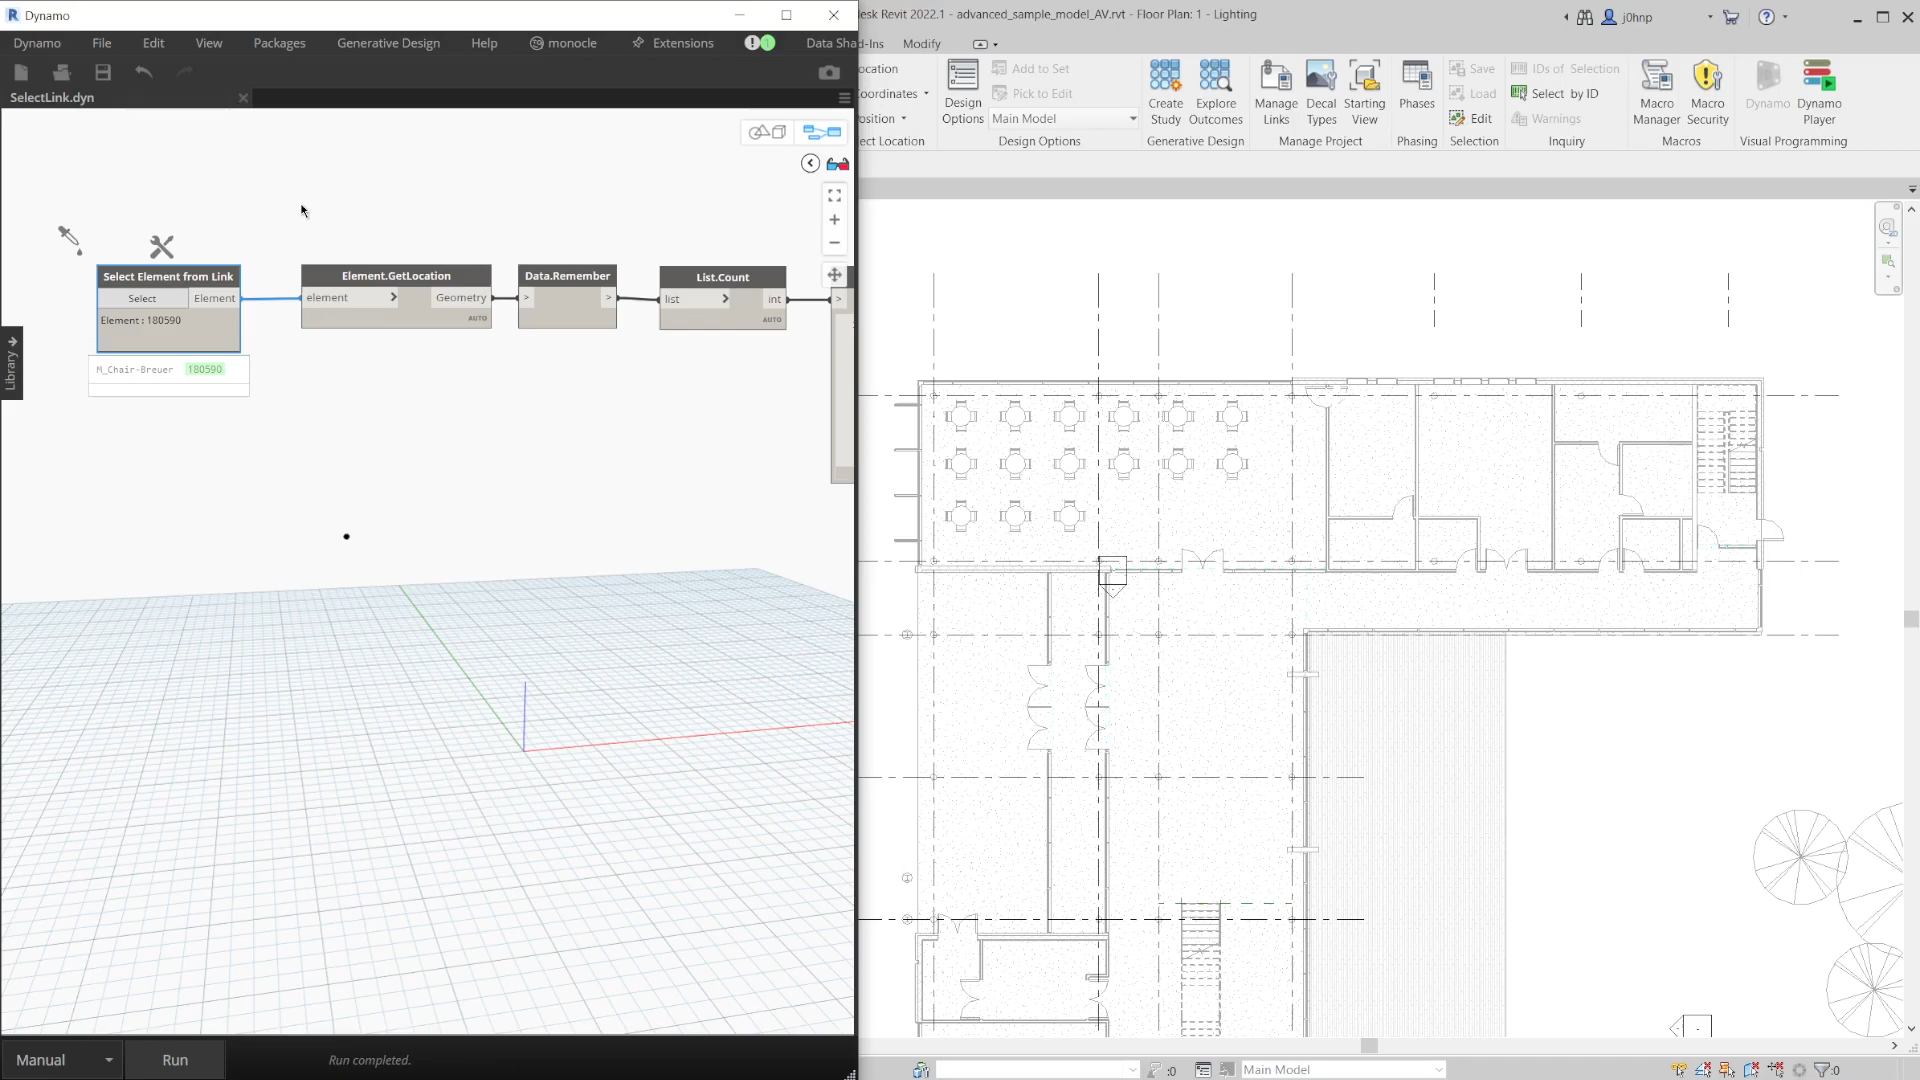 Dynamo
Dynamo File Edit View Packages Generative Design Help monocle Extensions 1 Data Sha
SelectLink.dyn
Select Element from Link
Select Element
Element : 180590
M_Chair-Breuer 180590
Element.GetLocation
element > Geometry
AUTO
Data.Remember
> >
List.Count
list > int
AUTO
>
Library
Manual Run Run completed.
desk Revit 2022.1 - advanced_sample_model_AV.rvt - Floor Plan: 1 - Lighting
j0hnp
-Ins Modify
ocation
oordinates
osition
ect Location
Design Options
Add to Set
Pick to Edit
Main Model
Design Options
Create Study
Explore Outcomes
Generative Design
Manage Links
Decal Types
Starting View
Manage Project
Phases
Phasing
Save
Load
Edit
Selection
IDs of Selection
Select by ID
Warnings
Inquiry
Macro Manager
Macro Security
Macros
Dynamo
Dynamo Player
Visual Programming
:0
Main Model
:0